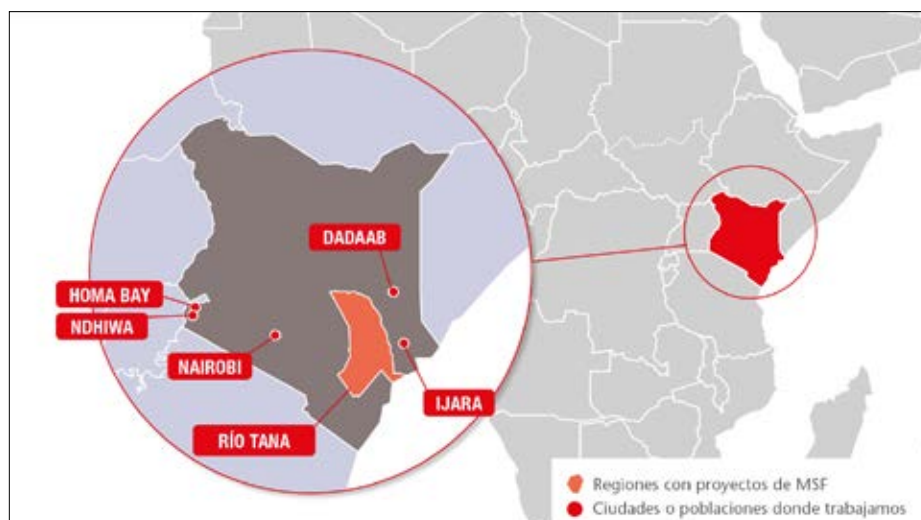 DADAAB
HOMA BAY
NDHIWA
NAIROBI
IJARA
RÍO TANA
Regiones con proyectos de MSF
Ciudades o poblaciones donde trabajamos